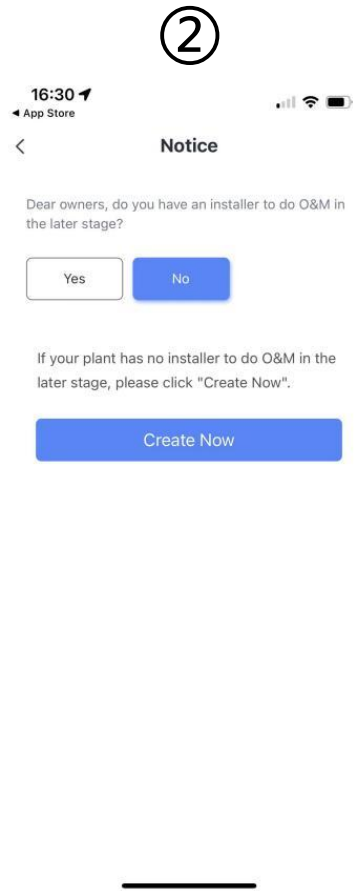 ②
16:30
◀ App Store
Notice
Dear owners, do you have an installer to do O&M in
the later stage?
Yes
No
If your plant has no installer to do O&M in the
later stage, please click "Create Now".
Create Now